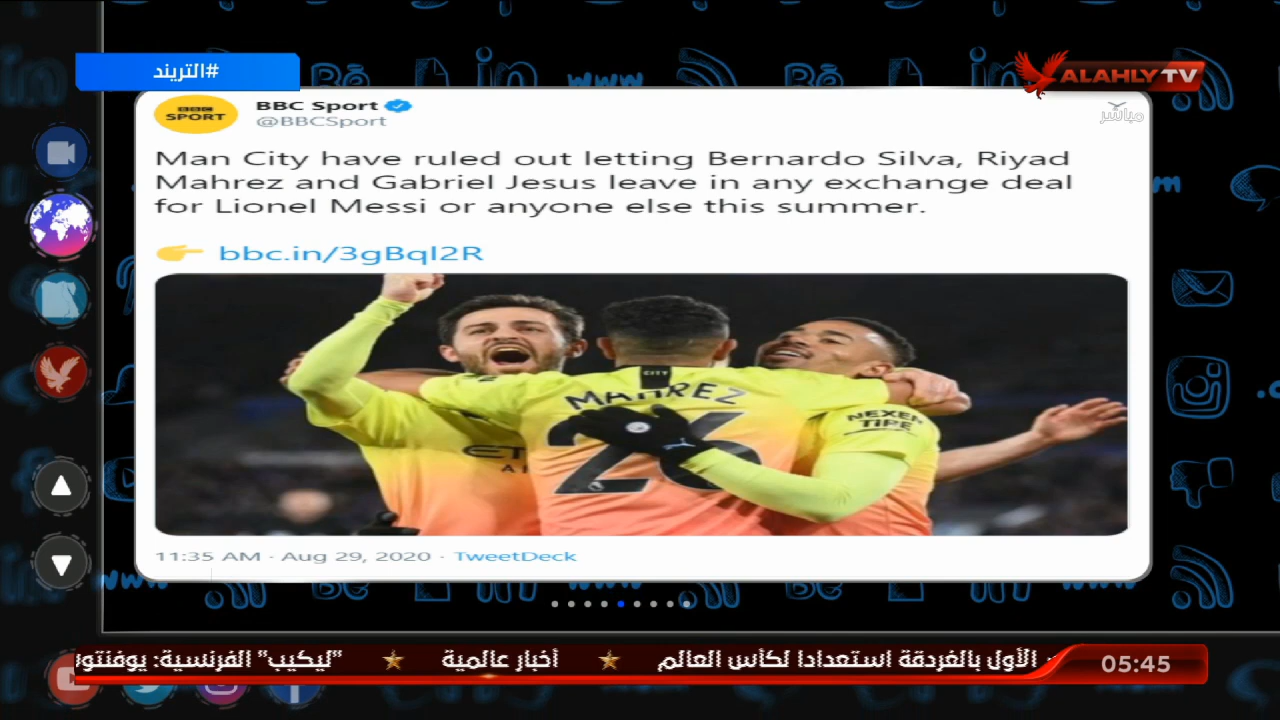 #التريند
ALAHLY TV
مباشر
BBC
SPORT
BBC Sport
@BBCSport
Man City have ruled out letting Bernardo Silva, Riyad
Mahrez and Gabriel Jesus leave in any exchange deal
for Lionel Messi or anyone else this summer.
bbc.in/3gBql2R
CITY
MAHREZ
26
NEXEN
TIRE
11:35 AM · Aug 29, 2020 · TweetDeck
الأول بالغردقة استعدادا لكأس العالم ★ أخبار عالمية ★ "ليكيب" الفرنسية:
05:45